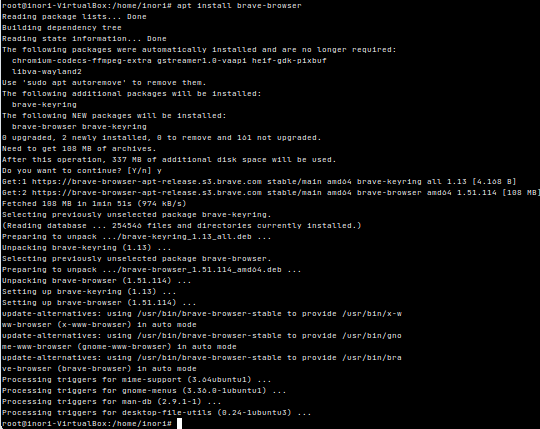 root@inori-VirtualBox:/home/inori# apt install brave-browser
Reading package lists... Done
Building dependency tree
Reading state information... Done
The following packages were automatically installed and are no longer required:
  chromium-codecs-ffmpeg-extra gstreamer1.0-vaapi heif-gdk-pixbuf
  libva-wayland2
Use 'sudo apt autoremove' to remove them.
The following additional packages will be installed:
  brave-keyring
The following NEW packages will be installed:
  brave-browser brave-keyring
0 upgraded, 2 newly installed, 0 to remove and 161 not upgraded.
Need to get 108 MB of archives.
After this operation, 337 MB of additional disk space will be used.
Do you want to continue? [Y/n] y
Get:1 https://brave-browser-apt-release.s3.brave.com stable/main amd64 brave-keyring all 1.13 [4.168 B]
Get:2 https://brave-browser-apt-release.s3.brave.com stable/main amd64 brave-browser amd64 1.51.114 [108 MB]
Fetched 108 MB in 1min 51s (974 kB/s)
Selecting previously unselected package brave-keyring.
(Reading database ... 254546 files and directories currently installed.)
Preparing to unpack .../brave-keyring_1.13_all.deb ...
Unpacking brave-keyring (1.13) ...
Selecting previously unselected package brave-browser.
Preparing to unpack .../brave-browser_1.51.114_amd64.deb ...
Unpacking brave-browser (1.51.114) ...
Setting up brave-keyring (1.13) ...
Setting up brave-browser (1.51.114) ...
update-alternatives: using /usr/bin/brave-browser-stable to provide /usr/bin/x-w
ww-browser (x-www-browser) in auto mode
update-alternatives: using /usr/bin/brave-browser-stable to provide /usr/bin/gno
me-www-browser (gnome-www-browser) in auto mode
update-alternatives: using /usr/bin/brave-browser-stable to provide /usr/bin/bra
ve-browser (brave-browser) in auto mode
Processing triggers for mime-support (3.64ubuntu1) ...
Processing triggers for gnome-menus (3.36.0-1ubuntu1) ...
Processing triggers for man-db (2.9.1-1) ...
Processing triggers for desktop-file-utils (0.24-1ubuntu3) ...
root@inori-VirtualBox:/home/inori#